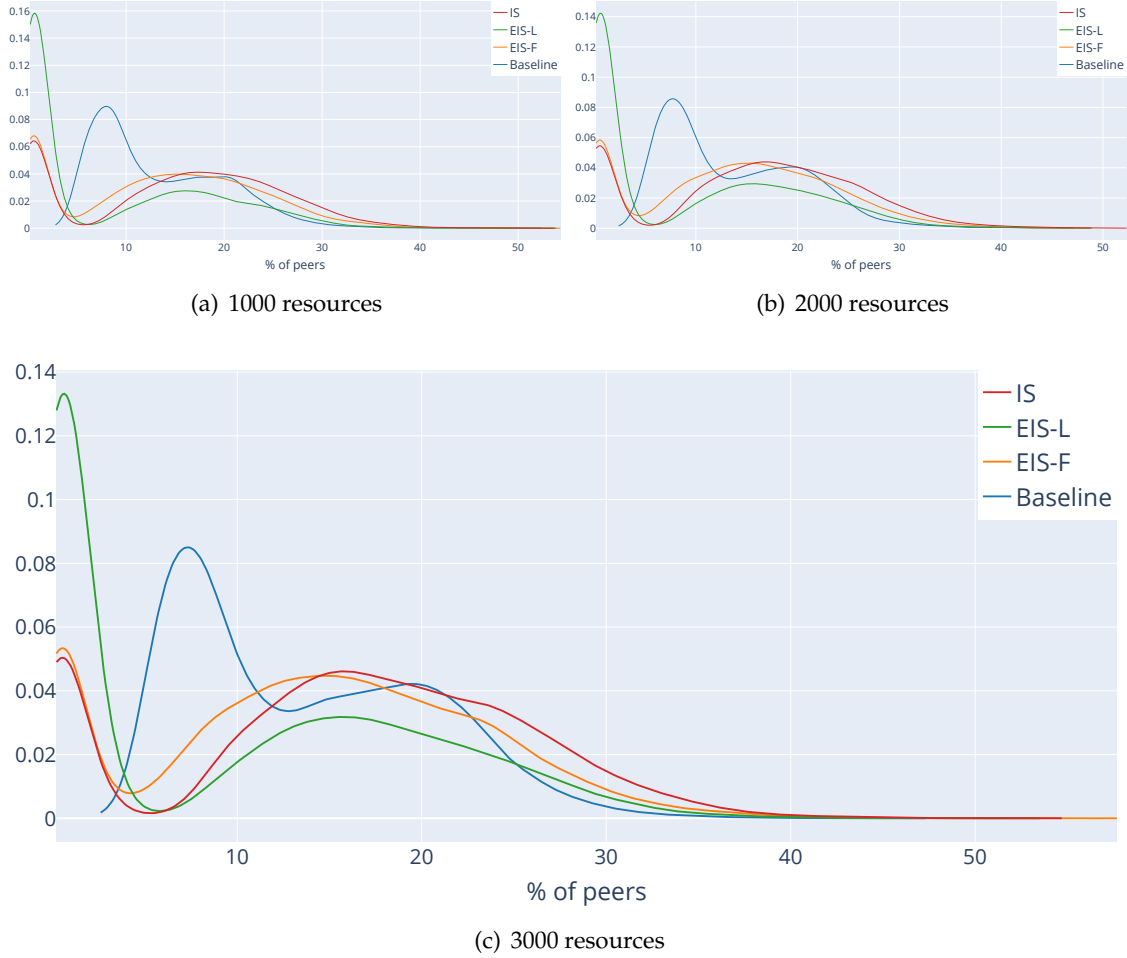 0.16
0.14
0.12
0.1
0.08
0.06
0.04
0.02
0
10 20 30 40 50
% of peers
IS
EIS-L
EIS-F
Baseline
(a) 1000 resources
0.14
0.12
0.1
0.08
0.06
0.04
0.02
0
10 20 30 40 50
% of peers
IS
EIS-L
EIS-F
Baseline
(b) 2000 resources
0.14
0.12
0.1
0.08
0.06
0.04
0.02
0
10 20 30 40 50
% of peers
IS
EIS-L
EIS-F
Baseline
(c) 3000 resources